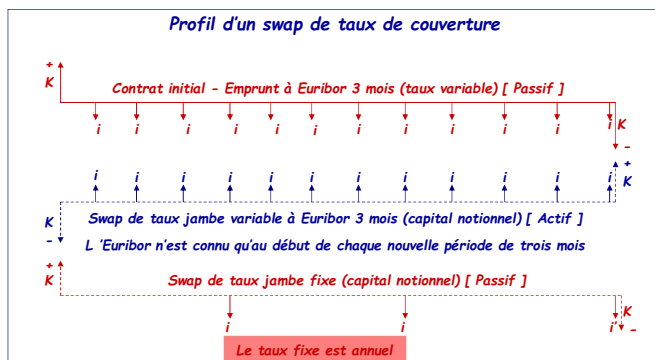 Profil d'un swap de taux de couverture
+
K
Contrat initial - Emprunt à Euribor 3 mois (taux variable) [ Passif ]
i i i i i i i i i i i i K
-
+
i i i i i i i i i i i i K
K
-
Swap de taux jambe variable à Euribor 3 mois (capital notionnel) [ Actif ]
L 'Euribor n'est connu qu'au début de chaque nouvelle période de trois mois
+
K
Swap de taux jambe fixe (capital notionnel) [ Passif ]
K
i i i -
Le taux fixe est annuel